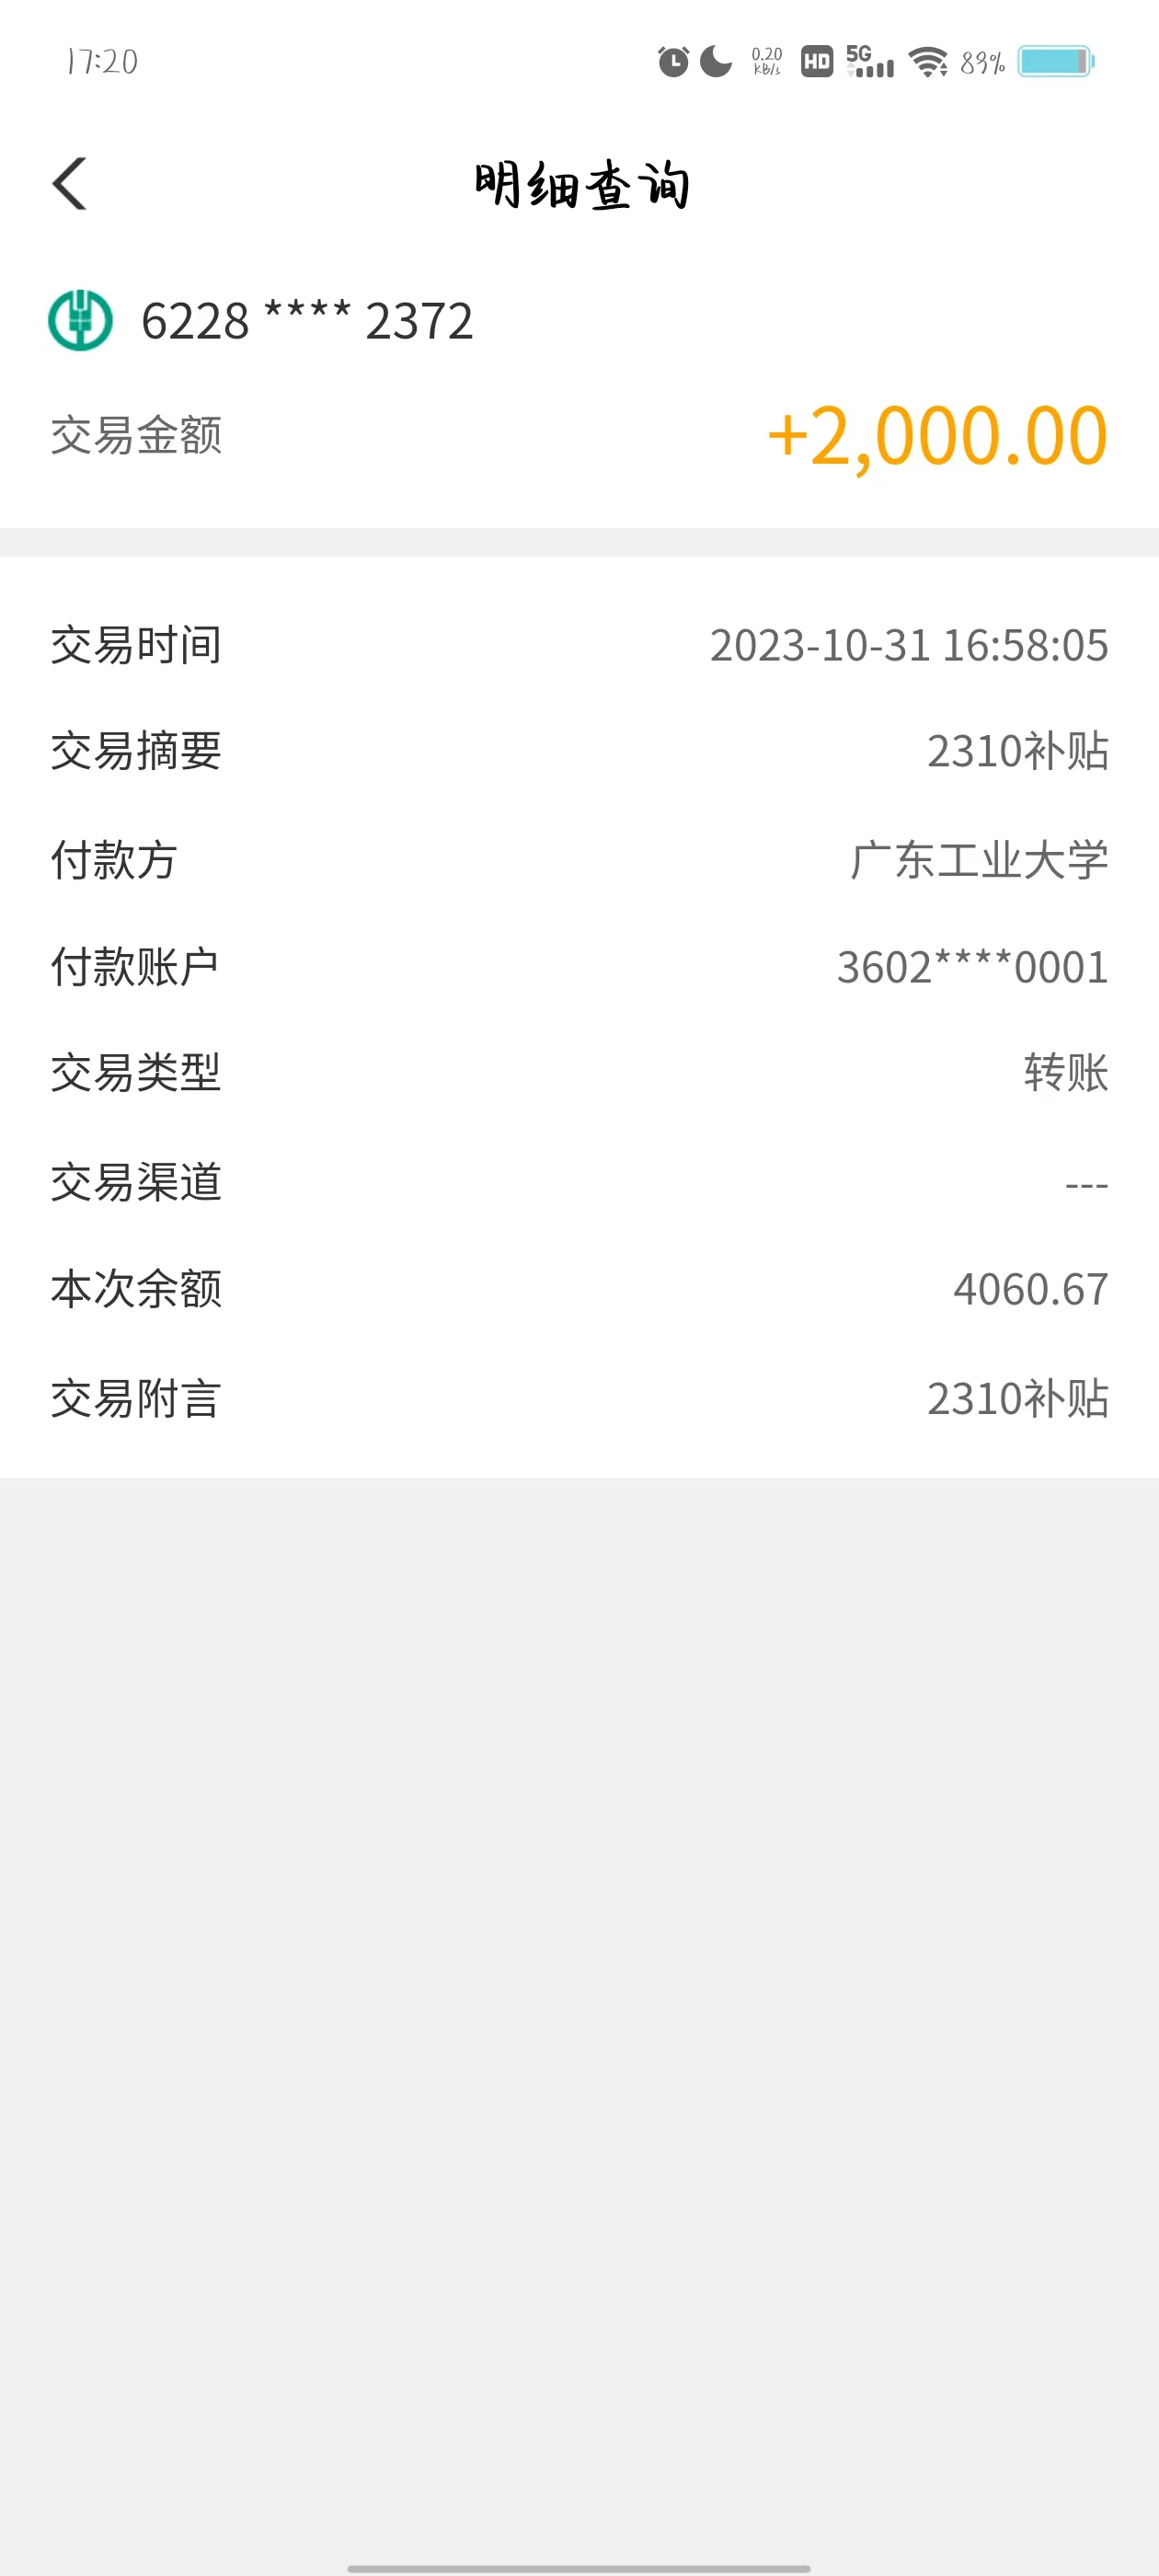 17:20
0.20 KB/s HD 5G 83%
明细查询
6228 **** 2372
交易金额 +2,000.00
交易时间 2023-10-31 16:58:05
交易摘要 2310补贴
付款方 广东工业大学
付款账户 3602****0001
交易类型 转账
交易渠道 ---
本次余额 4060.67
交易附言 2310补贴